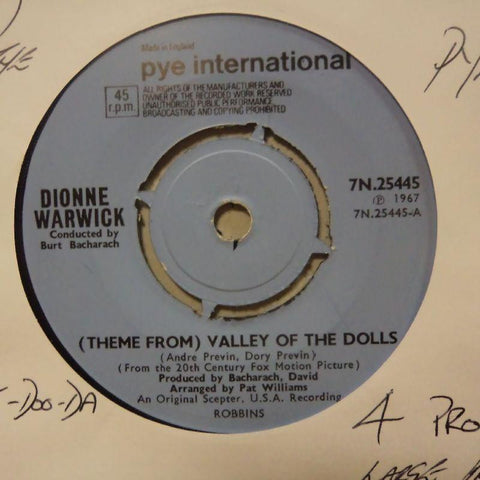 Made in England
pye international
45
r.p.m.
ALL RIGHTS OF THE MANUFACTURERS AND
OWNER OF THE RECORDED WORK RESERVED
UNAUTHORISED PUBLIC PERFORMANCE
BROADCASTING AND COPYING PROHIBITED
DIONNE
WARWICK
Conducted by
Burt Bacharach
7N.25445
Ⓟ 1967
7N.25445-A
(THEME FROM) VALLEY OF THE DOLLS
(Andre Previn, Dory Previn)
(From the 20th Century Fox Motion Picture)
Produced by Bacharach, David
Arranged by Pat Williams
An Original Scepter, U.S.A. Recording
ROBBINS
-DOO-DA
4 PRO